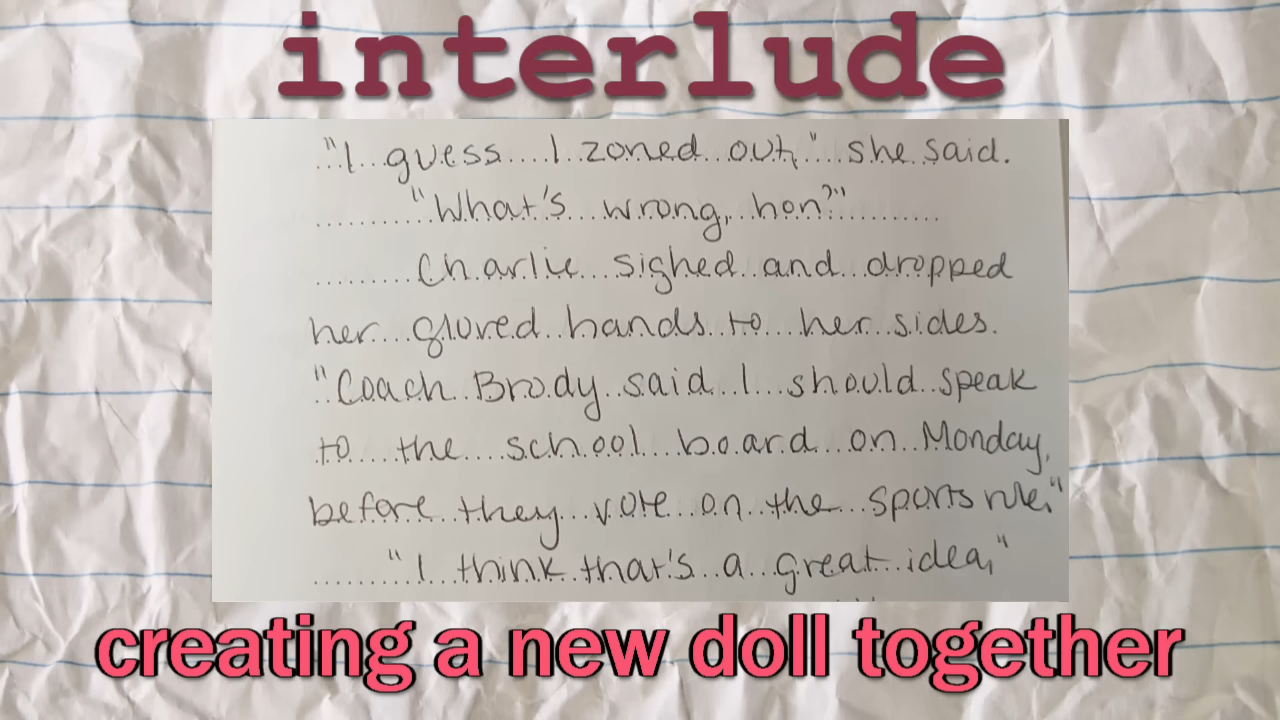 interlude
"I guess I zoned out," she said.
"What's wrong, hon?"
Charlie sighed and dropped
her gloved hands to her sides.
"Coach Brody said I should speak
to the school board on Monday,
before they vote on the sports rule."
"I think that's a great idea,"
creating a new doll together